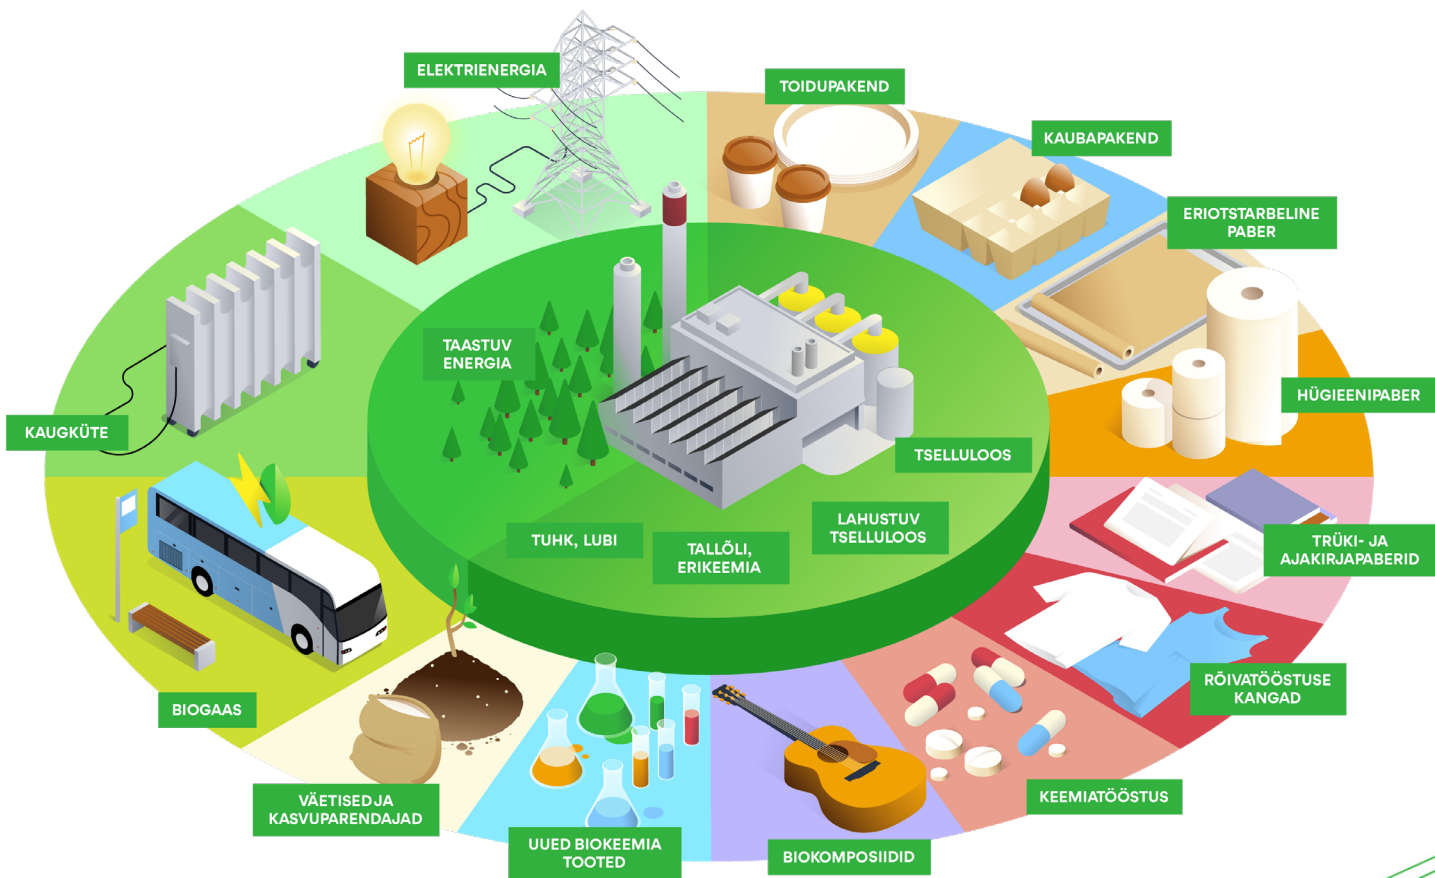 ELEKTRIENERGIA
TOIDUPAKEND
KAUBAPAKEND
ERIOTSTARBELINE
PABER
HÜGIEENIPABER
TRÜKI- JA
AJAKIRJAPABERID
RÕIVATÖÖSTUSE
KANGAD
KEEMIATÖÖSTUS
BIOKOMPOSIIDID
UUED BIOKEEMIA
TOOTED
VÄETISED JA
KASVUPARENDAJAD
BIOGAAS
KAUGKÜTE
TAASTUV
ENERGIA
TSELLULOOS
LAHUSTUV
TSELLULOOS
TALLÕLI,
ERIKEEMIA
TUHK, LUBI